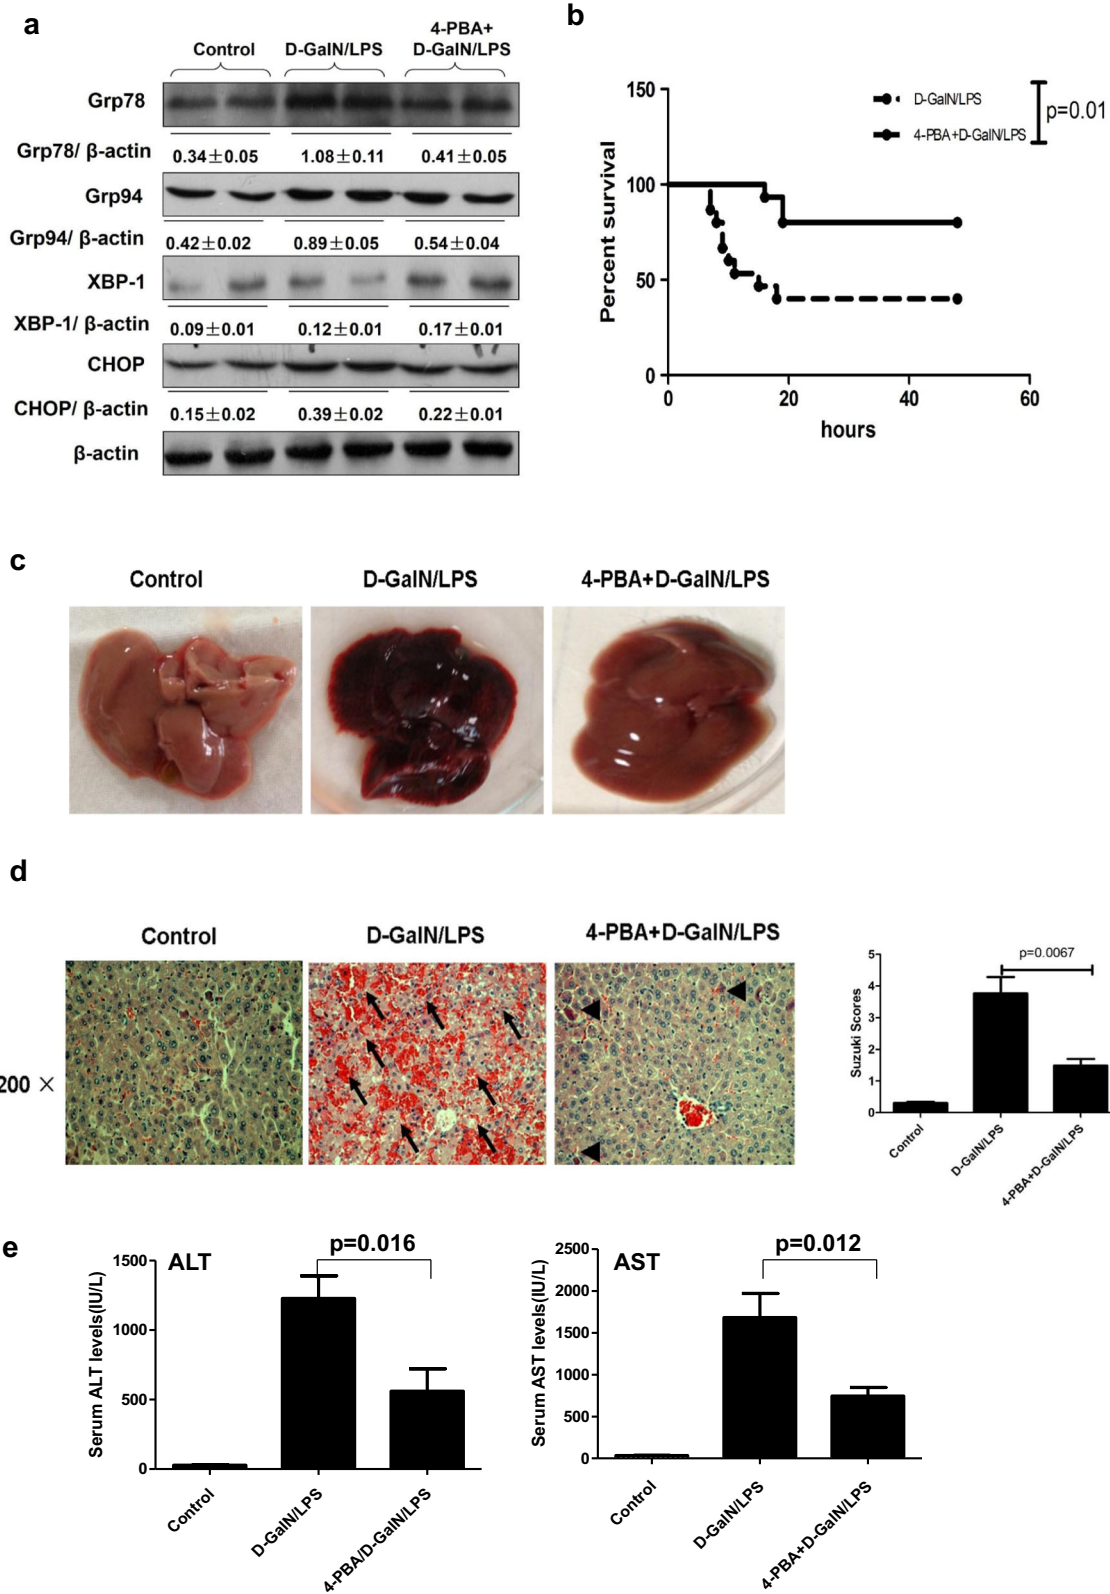 a
Control
D-GalN/LPS
4-PBA+
D-GalN/LPS
Grp78
Grp78/ β-actin
0.34±0.05
1.08±0.11
0.41±0.05
Grp94
Grp94/ β-actin
0.42±0.02
0.89±0.05
0.54±0.04
XBP-1
XBP-1/ β-actin
0.09±0.01
0.12±0.01
0.17±0.01
CHOP
CHOP/ β-actin
0.15±0.02
0.39±0.02
0.22±0.01
β-actin
b
D-GalN/LPS
4-PBA+D-GalN/LPS
p=0.01
Percent survival
150
100
50
0
0
20
40
60
hours
c
Control
D-GalN/LPS
4-PBA+D-GalN/LPS
d
Control
D-GalN/LPS
4-PBA+D-GalN/LPS
200 ×
p=0.0067
Suzuki Scores
5
4
3
2
1
0
Control
D-GalN/LPS
4-PBA+D-GalN/LPS
e
ALT
p=0.016
Serum ALT levels(IU/L)
1500
1000
500
0
Control
D-GalN/LPS
4-PBA/D-GalN/LPS
AST
p=0.012
Serum AST levels(IU/L)
2500
2000
1500
1000
500
0
Control
D-GalN/LPS
4-PBA+D-GalN/LPS